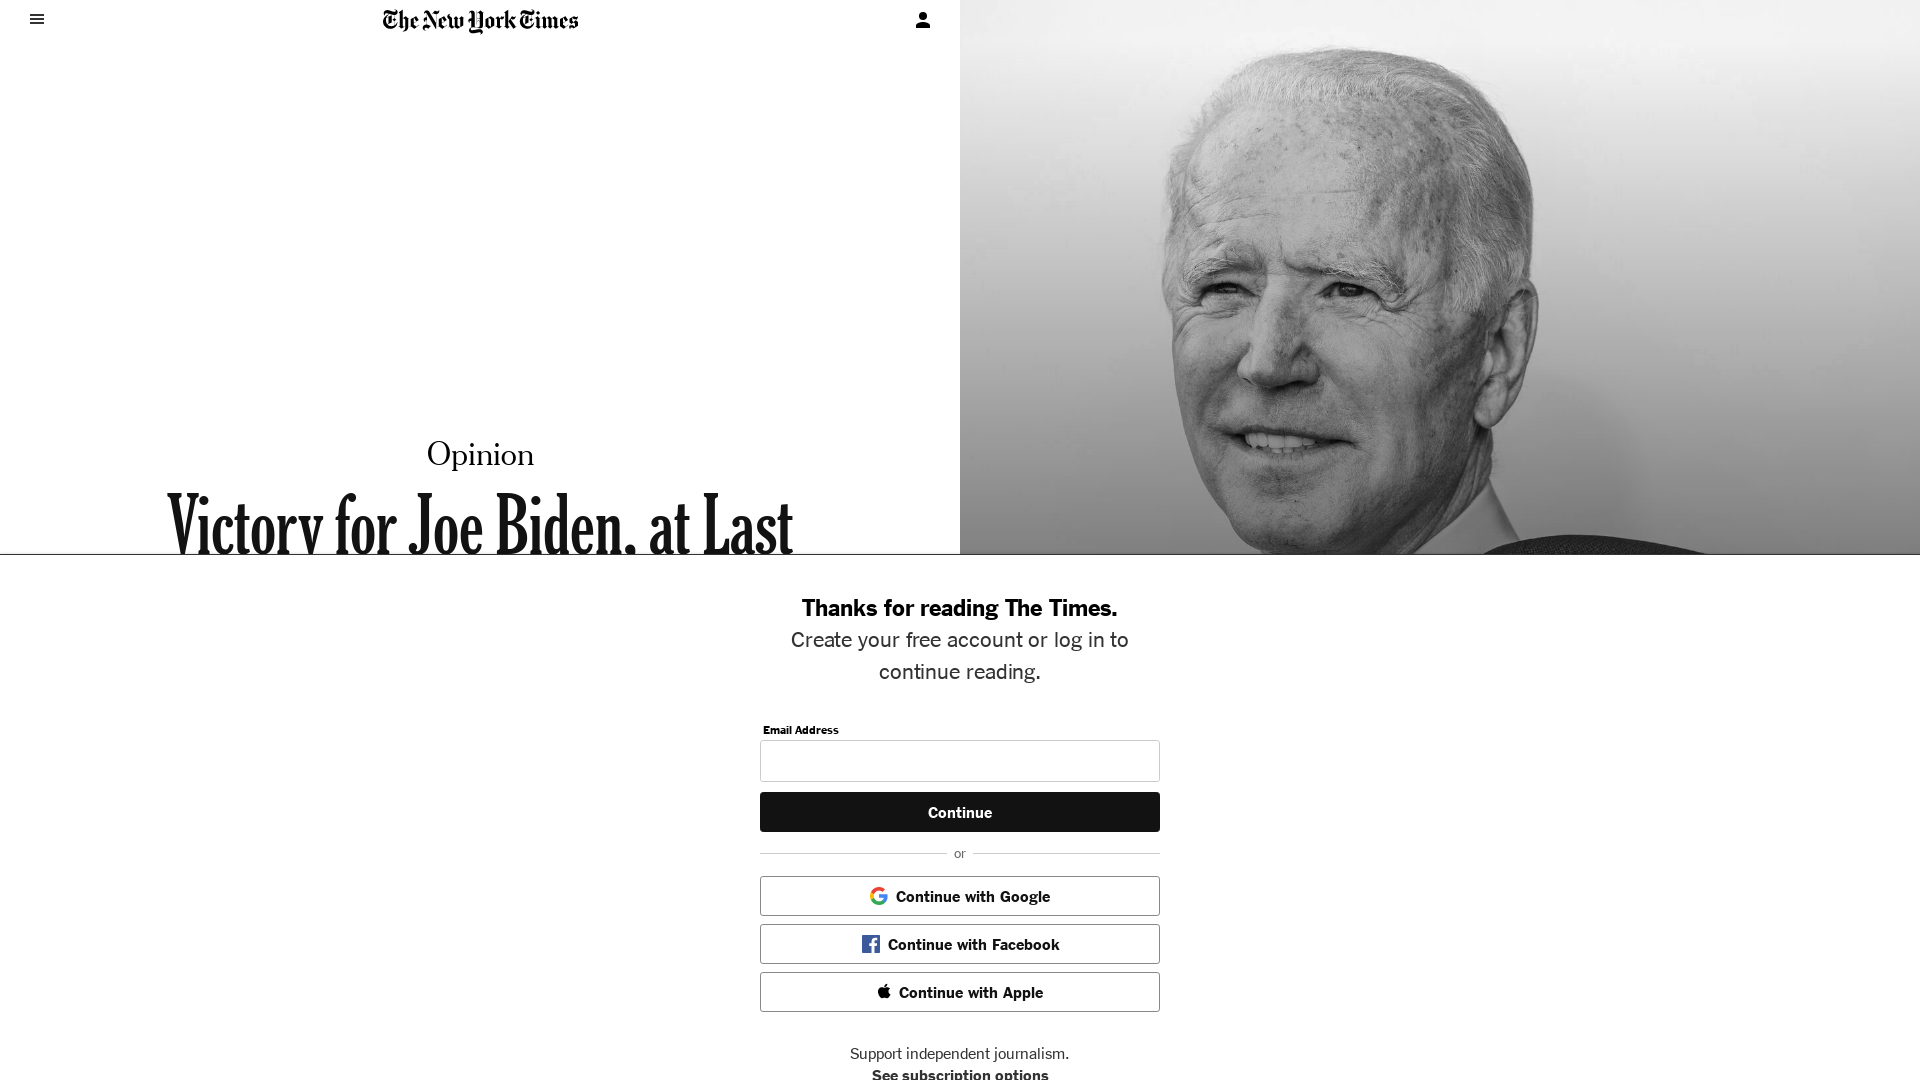 The New York Times
Opinion
Victory for Joe Biden, at Last
Thanks for reading The Times.
Create your free account or log in to
continue reading.
Email Address
Continue
or
Continue with Google
Continue with Facebook
Continue with Apple
Support independent journalism.
See subscription options